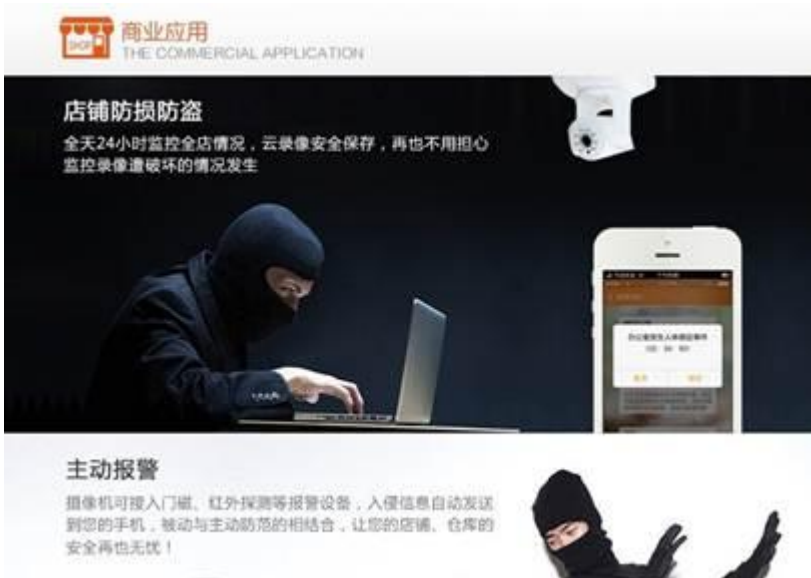 SHOP
商业应用
THE COMMERCIAL APPLICATION
店铺防损防盗
全天24小时监控全店情况，云录像安全保存，再也不用担心
监控录像遭破坏的情况发生
主动报警
摄像机可接入门磁、红外探测等报警设备，入侵信息自动发送
到您的手机，被动与主动防范的相结合，让您的店铺、仓库的
安全再也无忧！